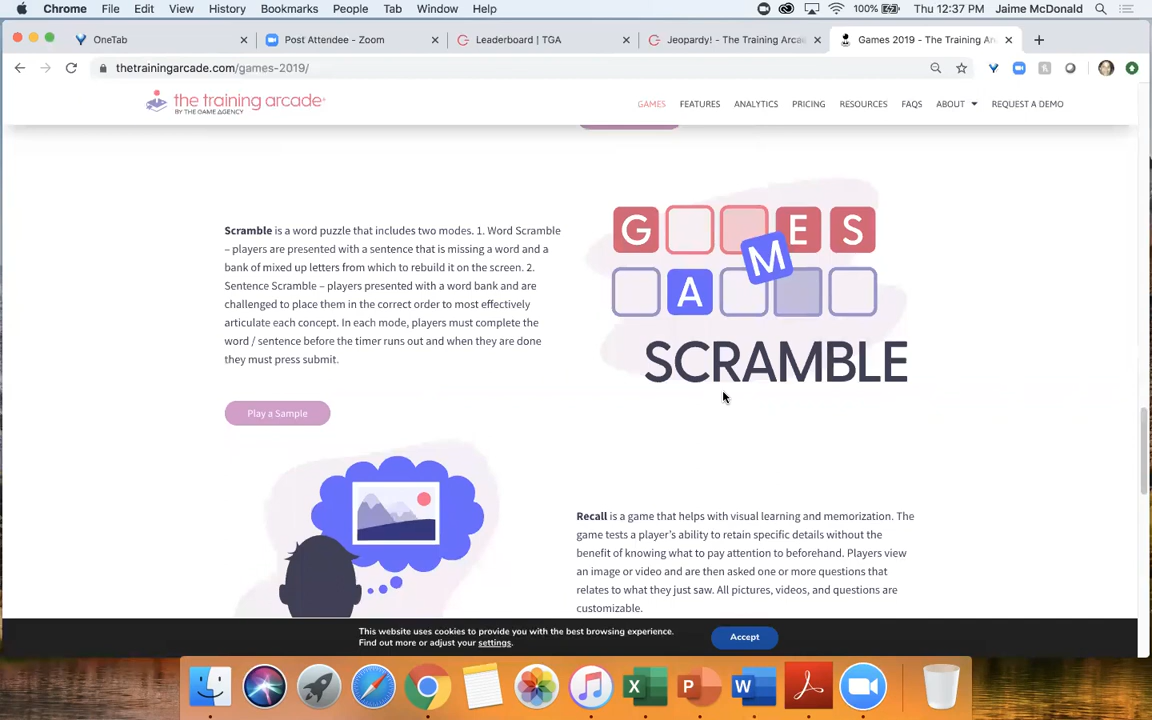 Chrome File Edit View History Bookmarks People Tab Window Help 100% Thu 12:37 PM Jaime McDonald
OneTab Post Attendee - Zoom Leaderboard | TGA Jeopardy! - The Training Arca Games 2019 - The Training Ar
thetrainingarcade.com/games-2019/
the training arcade
BY THE GAME AGENCY
GAMES FEATURES ANALYTICS PRICING RESOURCES FAQS ABOUT REQUEST A DEMO
Scramble is a word puzzle that includes two modes. 1. Word Scramble
– players are presented with a sentence that is missing a word and a
bank of mixed up letters from which to rebuild it on the screen. 2.
Sentence Scramble – players presented with a word bank and are
challenged to place them in the correct order to most effectively
articulate each concept. In each mode, players must complete the
word / sentence before the timer runs out and when they are done
they must press submit.
Play a Sample
G E S
M
A
SCRAMBLE
Recall is a game that helps with visual learning and memorization. The
game tests a player's ability to retain specific details without the
benefit of knowing what to pay attention to beforehand. Players view
an image or video and are then asked one or more questions that
relates to what they just saw. All pictures, videos, and questions are
customizable.
This website uses cookies to provide you with the best browsing experience.
Find out more or adjust your settings.
Accept
X P W